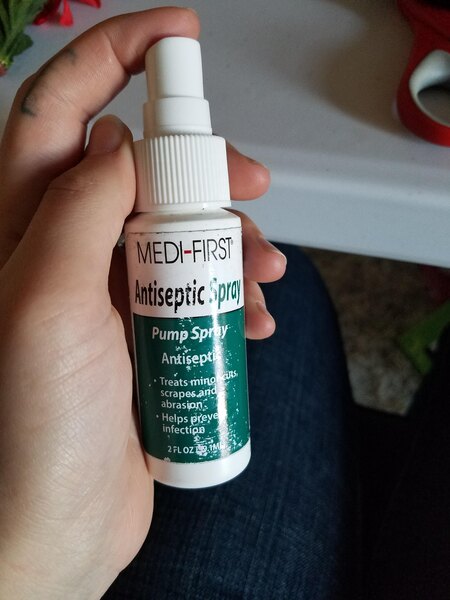 MEDI-FIRST®
Antiseptic Spray
Pump Spray
Antiseptic
• Treats minor cuts,
scrapes and
abrasion
• Helps prevent
infection
2 FL OZ